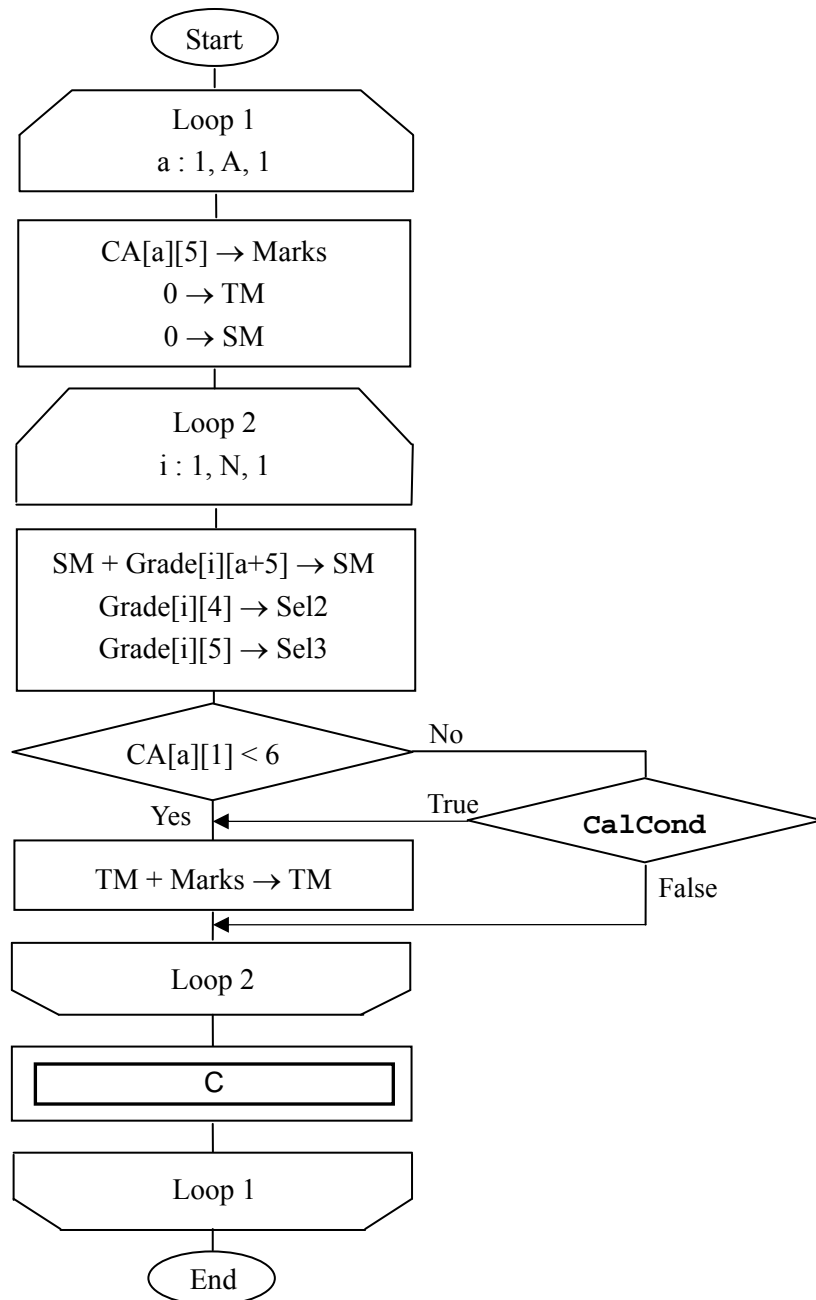 Start
Loop 1
a : 1, A, 1
CA[a][5] → Marks
0 → TM
0 → SM
Loop 2
i : 1, N, 1
SM + Grade[i][a+5] → SM
Grade[i][4] → Sel2
Grade[i][5] → Sel3
CA[a][1] < 6
No
Yes
True
CalCond
False
TM + Marks → TM
Loop 2
C
Loop 1
End